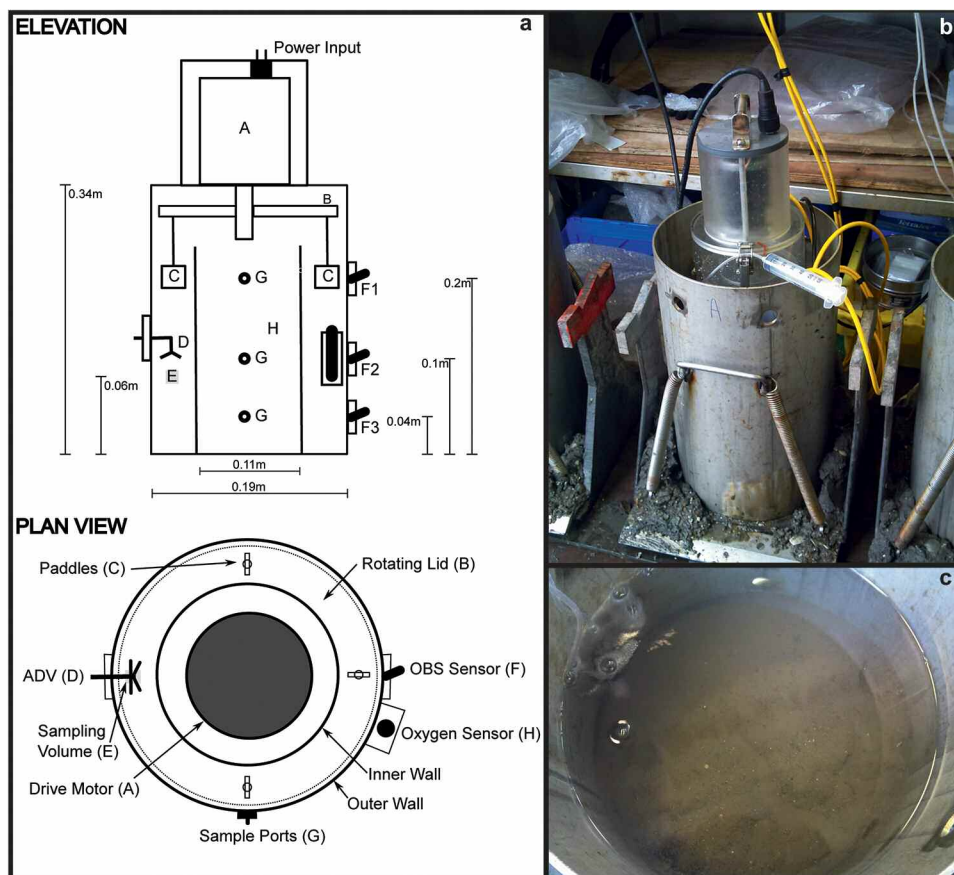 ELEVATION
a
Power Input
A
0.34m
B
C
C
G
F1
0.2m
D
H
E
G
F2
0.1m
0.06m
G
F3
0.04m
0.11m
0.19m
PLAN VIEW
Paddles (C)
Rotating Lid (B)
ADV (D)
OBS Sensor (F)
Sampling
Volume (E)
Oxygen Sensor (H)
Drive Motor (A)
Inner Wall
Outer Wall
Sample Ports (G)
b
A
c